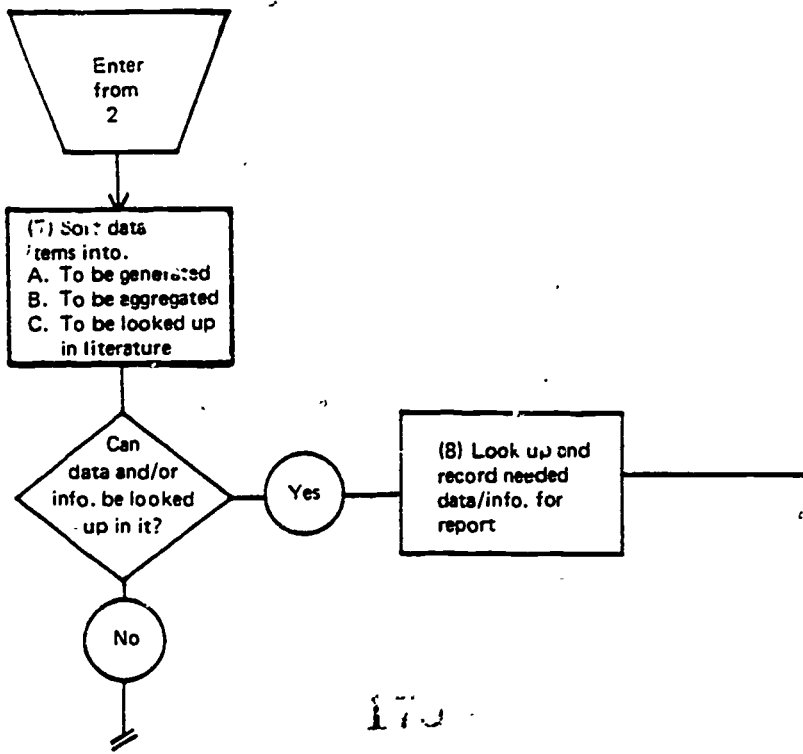 Enter
from
2
(7) Sort data
items into.
A. To be generated
B. To be aggregated
C. To be looked up
in literature
Can
data and/or
info. be looked
up in it?
Yes
(8) Look up and
record needed
data/info. for
report
No